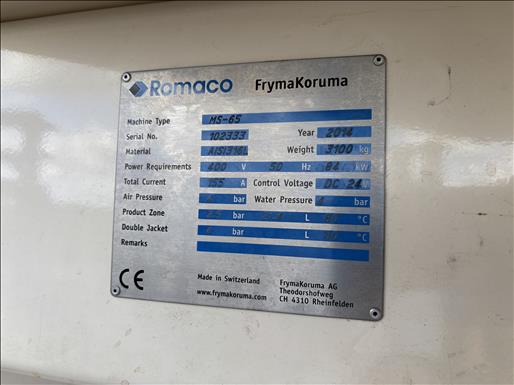 Romaco FrymaKoruma
Machine Type MS-65
Serial No. 102333 Year 2014
Material AISI316L Weight 3100 kg
Power Requirements 400 V 50 Hz 84 kW
Total Current 155 A Control Voltage DC 24 V
Air Pressure bar Water Pressure bar
Product Zone bar L °C
Double Jacket bar L °C
Remarks
CE
Made in Switzerland
www.frymakoruma.com
FrymaKoruma AG
Theodorshofweg
CH 4310 Rheinfelden